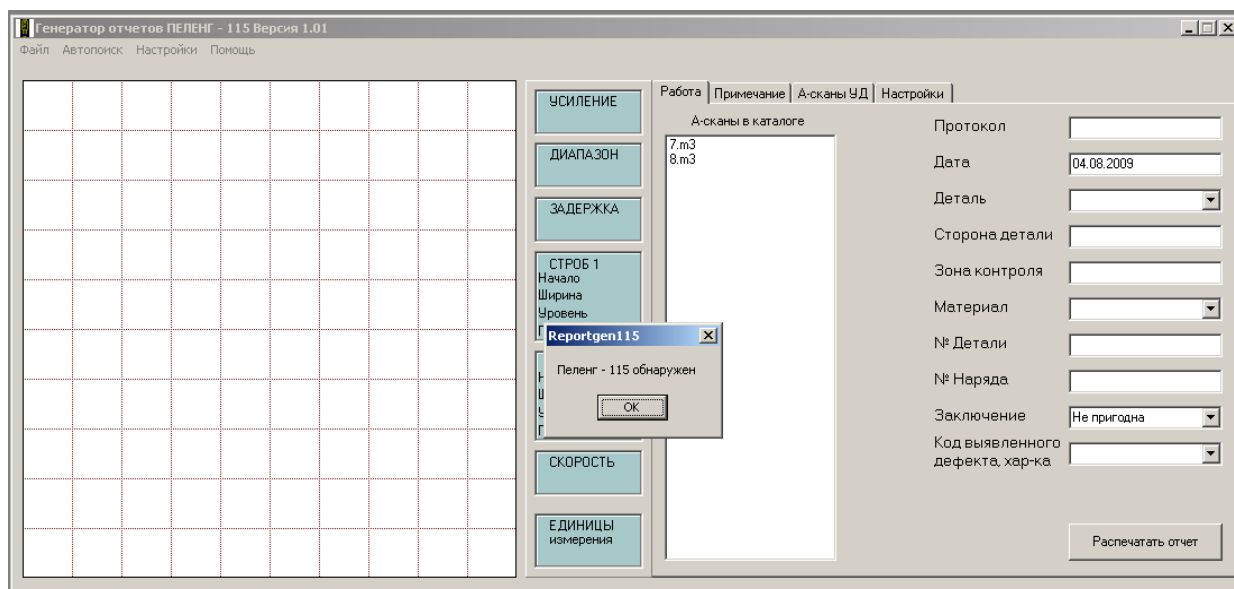 Генератор отчетов ПЕЛЕНГ - 115 Версия 1.01
Файл Автопоиск Настройки Помощь
УСИЛЕНИЕ
ДИАПАЗОН
ЗАДЕРЖКА
СТРОБ 1
Начало
Ширина
Уровень
СКОРОСТЬ
ЕДИНИЦЫ
измерения
Reportgen115
Пеленг - 115 обнаружен
OK
Работа Примечание А-сканы УД Настройки
А-сканы в каталоге
7.m3
8.m3
Протокол
Дата 04.08.2009
Деталь
Сторона детали
Зона контроля
Материал
№ Детали
№ Наряда
Заключение Не пригодна
Код выявленного
дефекта, хар-ка
Распечатать отчет